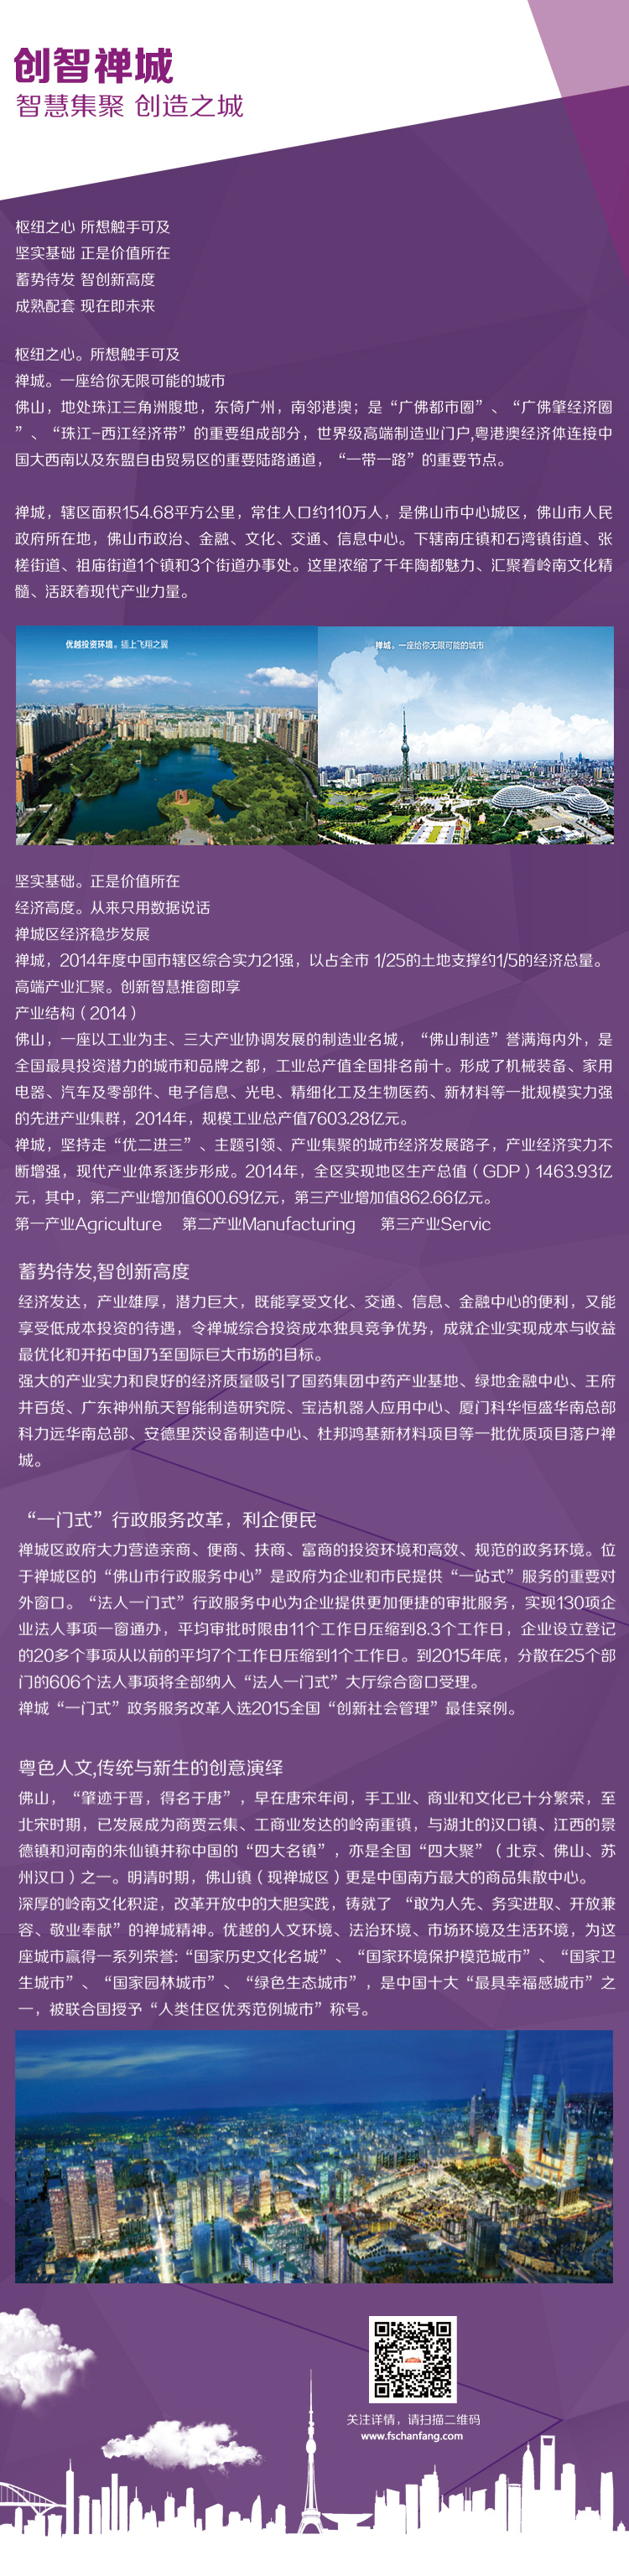 创智禅城
智慧集聚 创造之城
枢纽之心 所想触手可及
坚实基础 正是价值所在
蓄势待发 智创新高度
成熟配套 现在即未来
枢纽之心。所想触手可及
禅城。一座给你无限可能的城市
佛山，地处珠江三角洲腹地，东倚广州，南邻港澳；是“广佛都市圈”、“广佛肇经济圈
”、“珠江-西江经济带”的重要组成部分，世界级高端制造业门户,粤港澳经济体连接中
国大西南以及东盟自由贸易区的重要陆路通道，“一带一路”的重要节点。
禅城，辖区面积154.68平方公里，常住人口约110万人，是佛山市中心城区，佛山市人民
政府所在地，佛山市政治、金融、文化、交通、信息中心。下辖南庄镇和石湾镇街道、张
槎街道、祖庙街道1个镇和3个街道办事处。这里浓缩了千年陶都魅力、汇聚着岭南文化精
髓、活跃着现代产业力量。
优越投资环境。插上飞翔之翼
禅城。一座给你无限可能的城市
坚实基础。正是价值所在
经济高度。从来只用数据说话
禅城区经济稳步发展
禅城，2014年度中国市辖区综合实力21强，以占全市 1/25的土地支撑约1/5的经济总量。
高端产业汇聚。创新智慧推窗即享
产业结构（2014）
佛山，一座以工业为主、三大产业协调发展的制造业名城，“佛山制造”誉满海内外，是
全国最具投资潜力的城市和品牌之都，工业总产值全国排名前十。形成了机械装备、家用
电器、汽车及零部件、电子信息、光电、精细化工及生物医药、新材料等一批规模实力强
的先进产业集群，2014年，规模工业总产值7603.28亿元。
禅城，坚持走“优二进三”、主题引领、产业集聚的城市经济发展路子，产业经济实力不
断增强，现代产业体系逐步形成。2014年，全区实现地区生产总值（GDP）1463.93亿
元，其中，第二产业增加值600.69亿元，第三产业增加值862.66亿元。
第一产业Agriculture 第二产业Manufacturing 第三产业Servic
蓄势待发,智创新高度
经济发达，产业雄厚，潜力巨大，既能享受文化、交通、信息、金融中心的便利，又能
享受低成本投资的待遇，令禅城综合投资成本独具竞争优势，成就企业实现成本与收益
最优化和开拓中国乃至国际巨大市场的目标。
强大的产业实力和良好的经济质量吸引了国药集团中药产业基地、绿地金融中心、王府
井百货、广东神州航天智能制造研究院、宝洁机器人应用中心、厦门科华恒盛华南总部
科力远华南总部、安德里茨设备制造中心、杜邦鸿基新材料项目等一批优质项目落户禅
城。
“一门式”行政服务改革，利企便民
禅城区政府大力营造亲商、便商、扶商、富商的投资环境和高效、规范的政务环境。位
于禅城区的“佛山市行政服务中心”是政府为企业和市民提供“一站式”服务的重要对
外窗口。“法人一门式”行政服务中心为企业提供更加便捷的审批服务，实现130项企
业法人事项一窗通办，平均审批时限由11个工作日压缩到8.3个工作日，企业设立登记
的20多个事项从以前的平均7个工作日压缩到1个工作日。到2015年底，分散在25个部
门的606个法人事项将全部纳入“法人一门式”大厅综合窗口受理。
禅城“一门式”政务服务改革入选2015全国“创新社会管理”最佳案例。
粤色人文,传统与新生的创意演绎
佛山，“肇迹于晋，得名于唐”，早在唐宋年间，手工业、商业和文化已十分繁荣，至
北宋时期，已发展成为商贾云集、工商业发达的岭南重镇，与湖北的汉口镇、江西的景
德镇和河南的朱仙镇并称中国的“四大名镇”，亦是全国“四大聚”（北京、佛山、苏
州汉口）之一。明清时期，佛山镇（现禅城区）更是中国南方最大的商品集散中心。
深厚的岭南文化积淀，改革开放中的大胆实践，铸就了 “敢为人先、务实进取、开放兼
容、敬业奉献”的禅城精神。优越的人文环境、法治环境、市场环境及生活环境，为这
座城市赢得一系列荣誉:“国家历史文化名城”、“国家环境保护模范城市”、“国家卫
生城市”、“国家园林城市”、“绿色生态城市”，是中国十大“最具幸福感城市”之
一，被联合国授予“人类住区优秀范例城市”称号。
关注详情，请扫描二维码
www.fschanfang.com